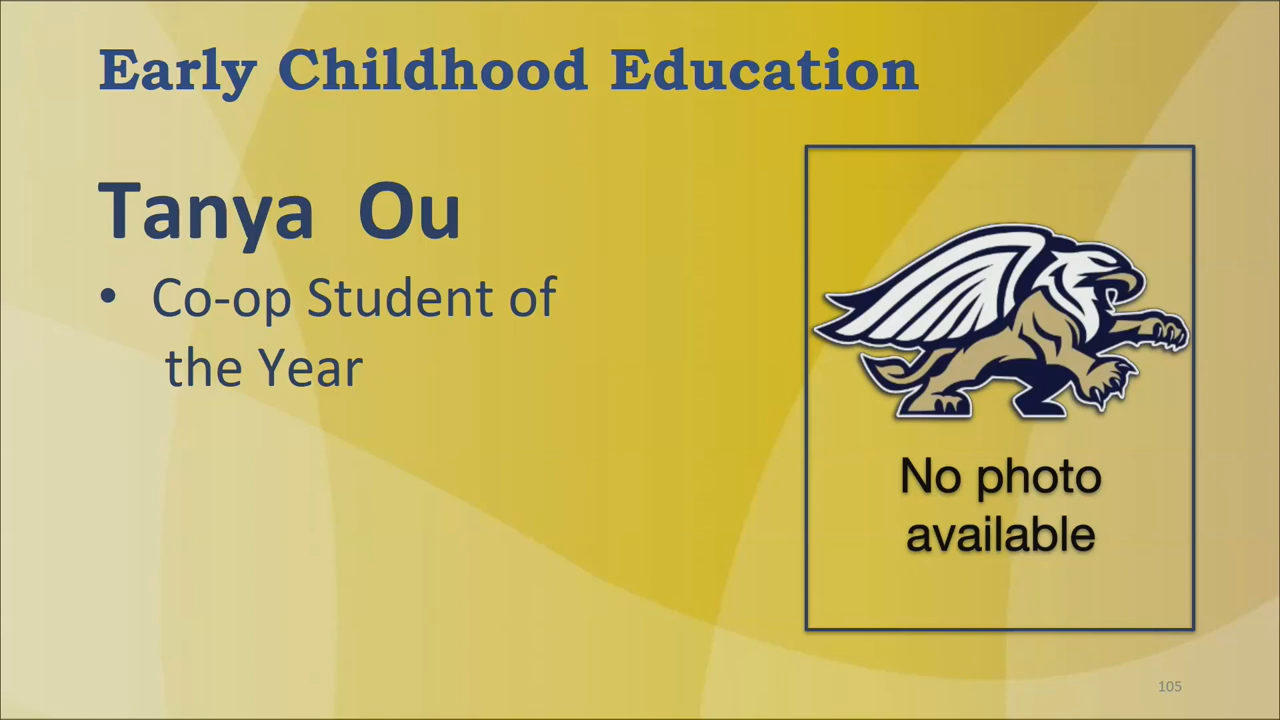 Early Childhood Education
Tanya Ou
• Co-op Student of
the Year
No photo
available
105